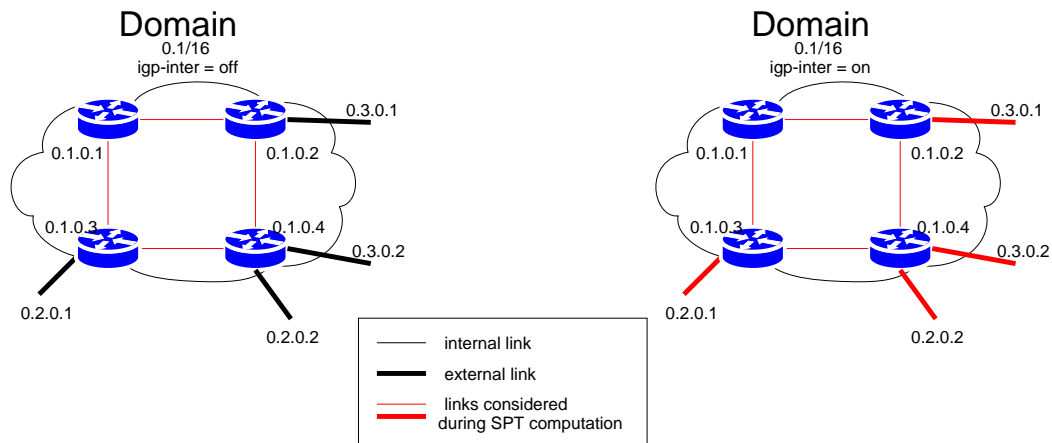 Domain
0.1/16
igp-inter = off
0.3.0.1
0.1.0.1
0.1.0.2
0.1.0.3
0.1.0.4
0.3.0.2
0.2.0.1
0.2.0.2
Domain
0.1/16
igp-inter = on
0.3.0.1
0.1.0.1
0.1.0.2
0.1.0.3
0.1.0.4
0.3.0.2
0.2.0.1
0.2.0.2
internal link
external link
links considered
during SPT computation